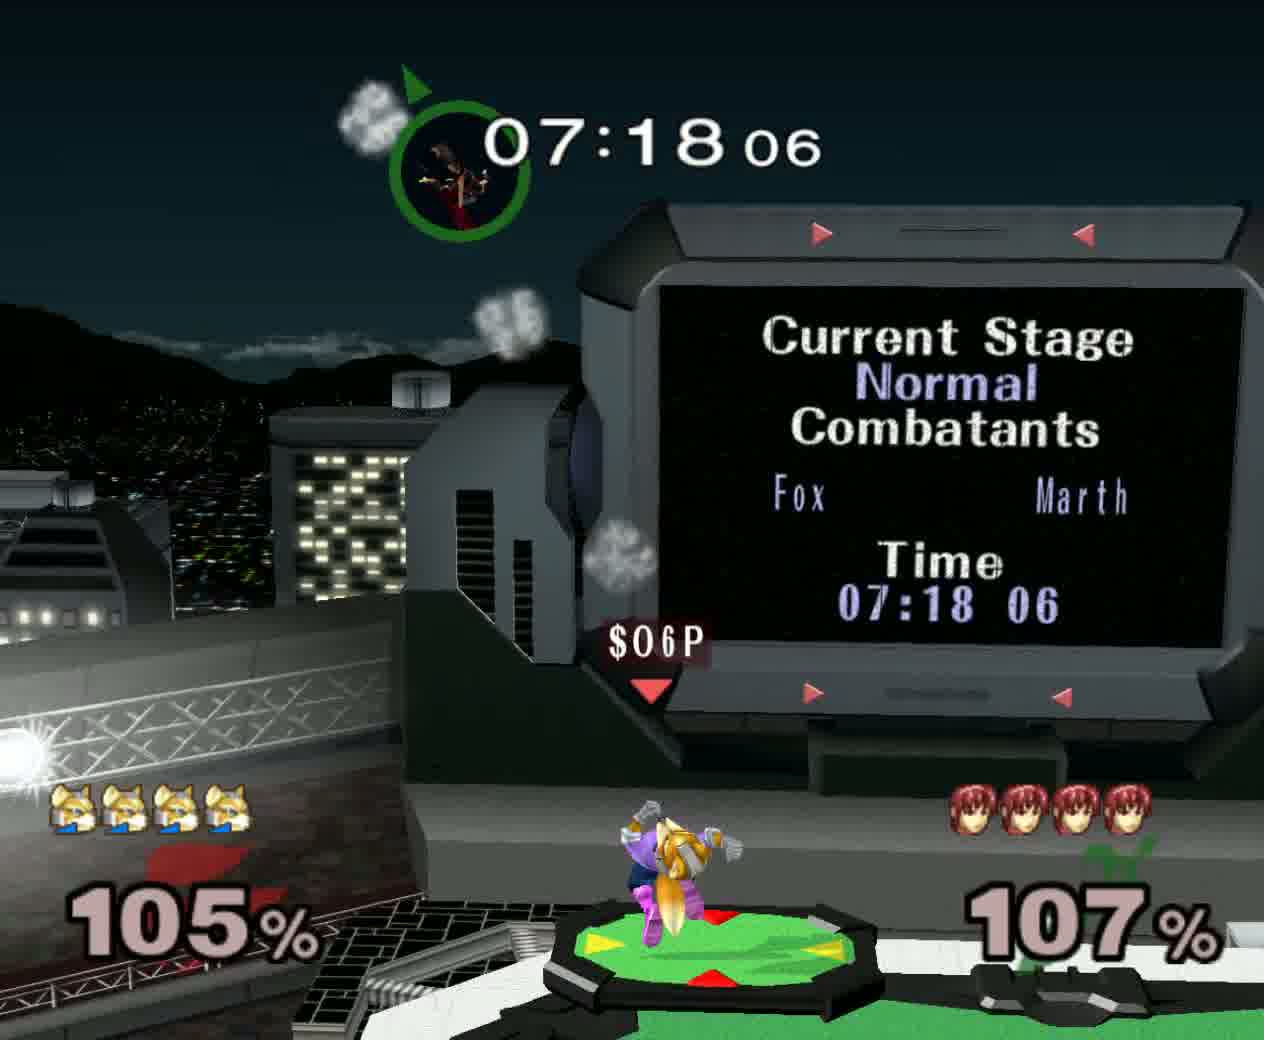 07:18 06
Current Stage
Normal
Combatants
Fox Marth
Time
07:18 06
$06P
105%
107%